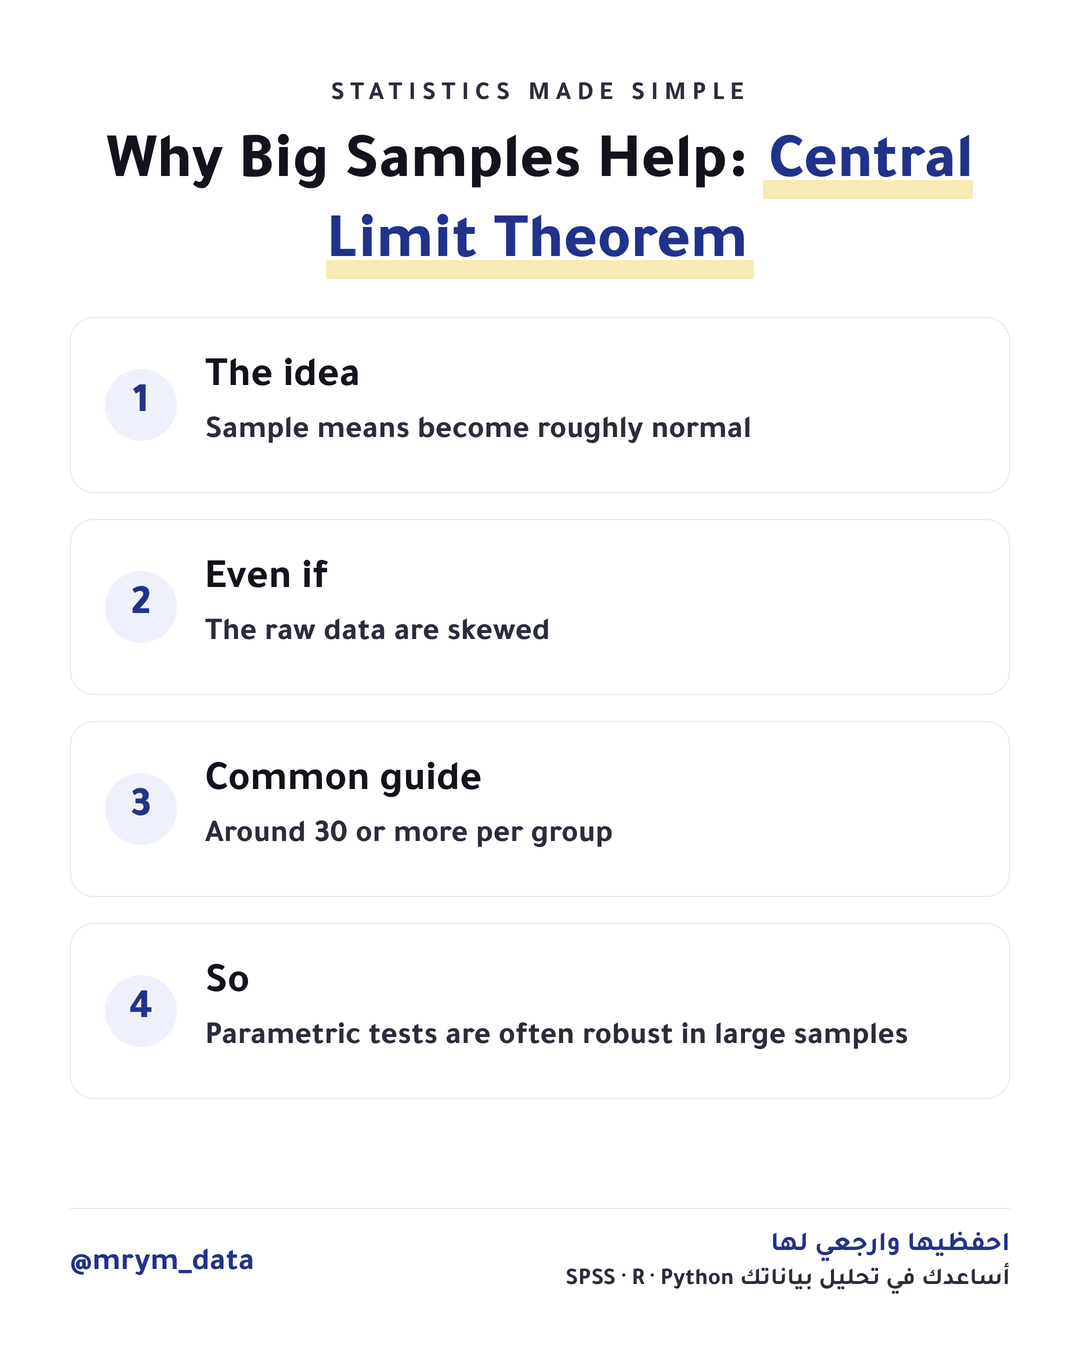 STATISTICS MADE SIMPLE
Why Big Samples Help: Central
Limit Theorem
1
The idea
Sample means become roughly normal
2
Even if
The raw data are skewed
3
Common guide
Around 30 or more per group
4
So
Parametric tests are often robust in large samples
@mrym_data
احفظيها وارجعي لها
أساعدك في تحليل بياناتك SPSS · R · Python